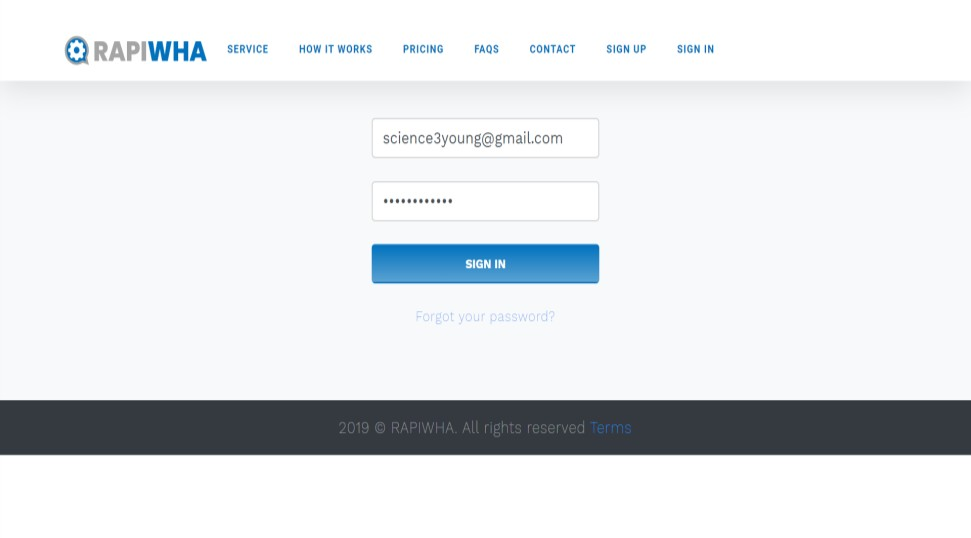 RAPIWHA SERVICE HOW IT WORKS PRICING FAQS CONTACT SIGN UP SIGN IN
science3young@gmail.com
••••••••••••
SIGN IN
Forgot your password?
2019 © RAPIWHA. All rights reserved Terms